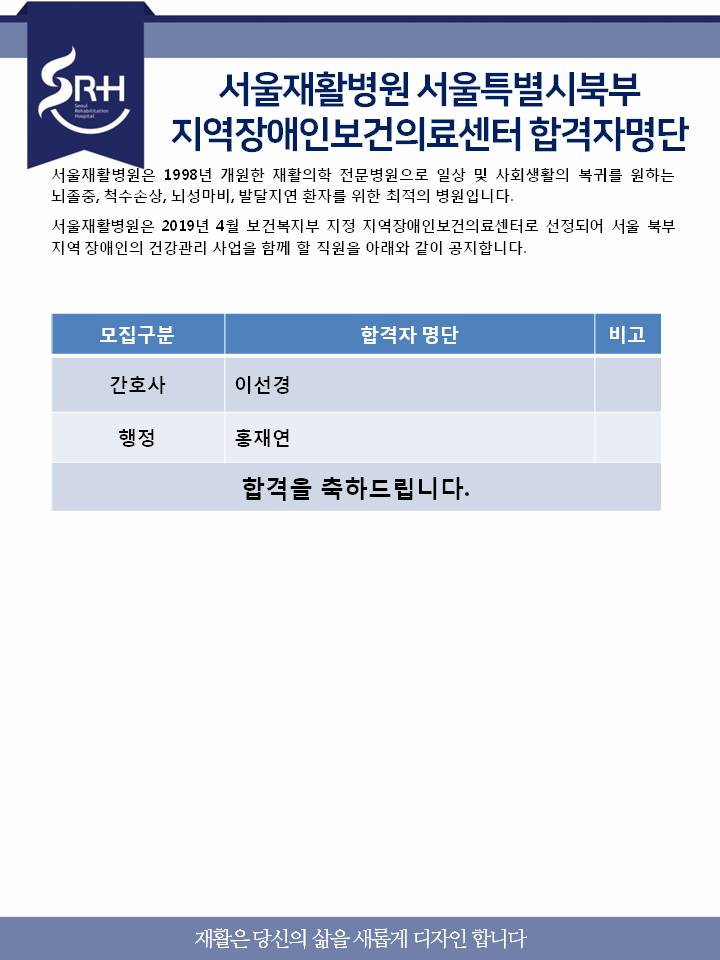 SRH
Seoul
Rehabilitation
Hospital
서울재활병원 서울특별시북부
지역장애인보건의료센터 합격자명단
서울재활병원은 1998년 개원한 재활의학 전문병원으로 일상 및 사회생활의 복귀를 원하는
뇌졸중, 척수손상, 뇌성마비, 발달지연 환자를 위한 최적의 병원입니다.
서울재활병원은 2019년 4월 보건복지부 지정 지역장애인보건의료센터로 선정되어 서울 북부
지역 장애인의 건강관리 사업을 함께 할 직원을 아래와 같이 공지합니다.
모집구분 합격자 명단 비고
간호사 이선경
행정 홍재연
합격을 축하드립니다.
재활은 당신의 삶을 새롭게 디자인 합니다